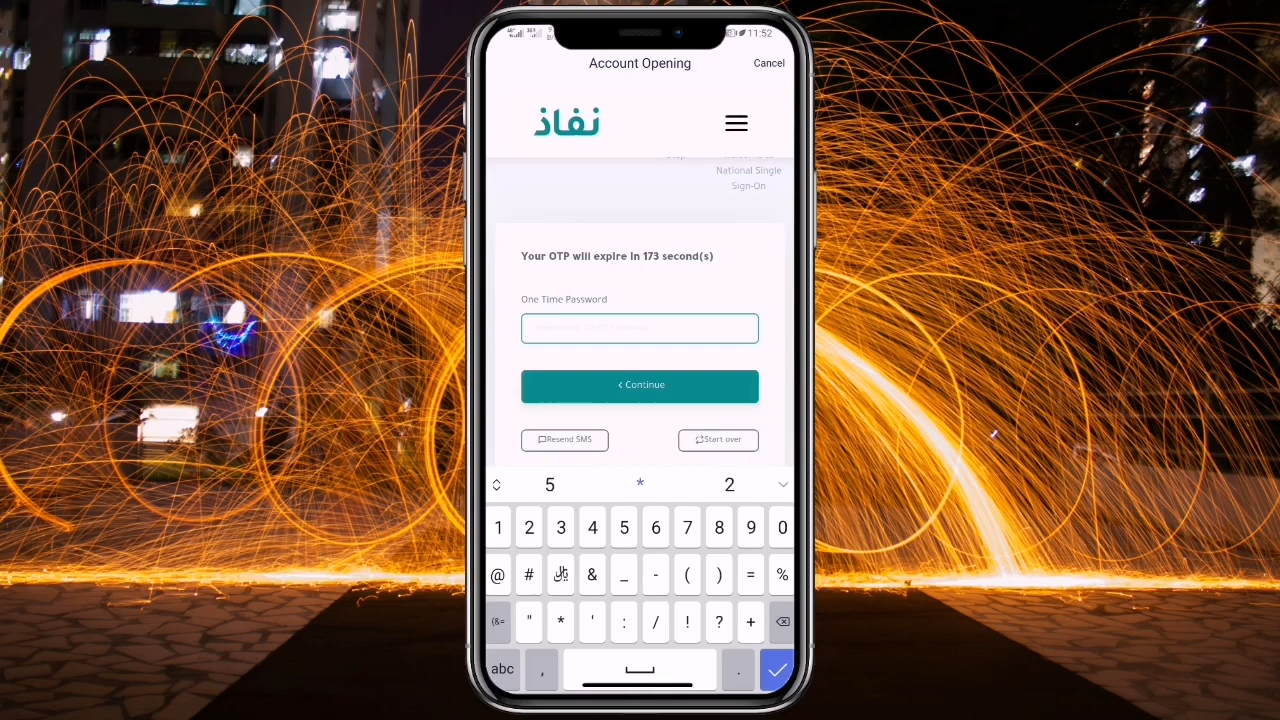 11:52
Account Opening
Cancel
نفاذ
National Single
Sign-On
Your OTP will expire in 173 second(s)
One Time Password
Continue
Resend SMS
Start over
5 * 2
1 2 3 4 5 6 7 8 9 0
@ # ﷼ & _ - ( ) = %
(&= " * ' : / ! ? +
abc , .